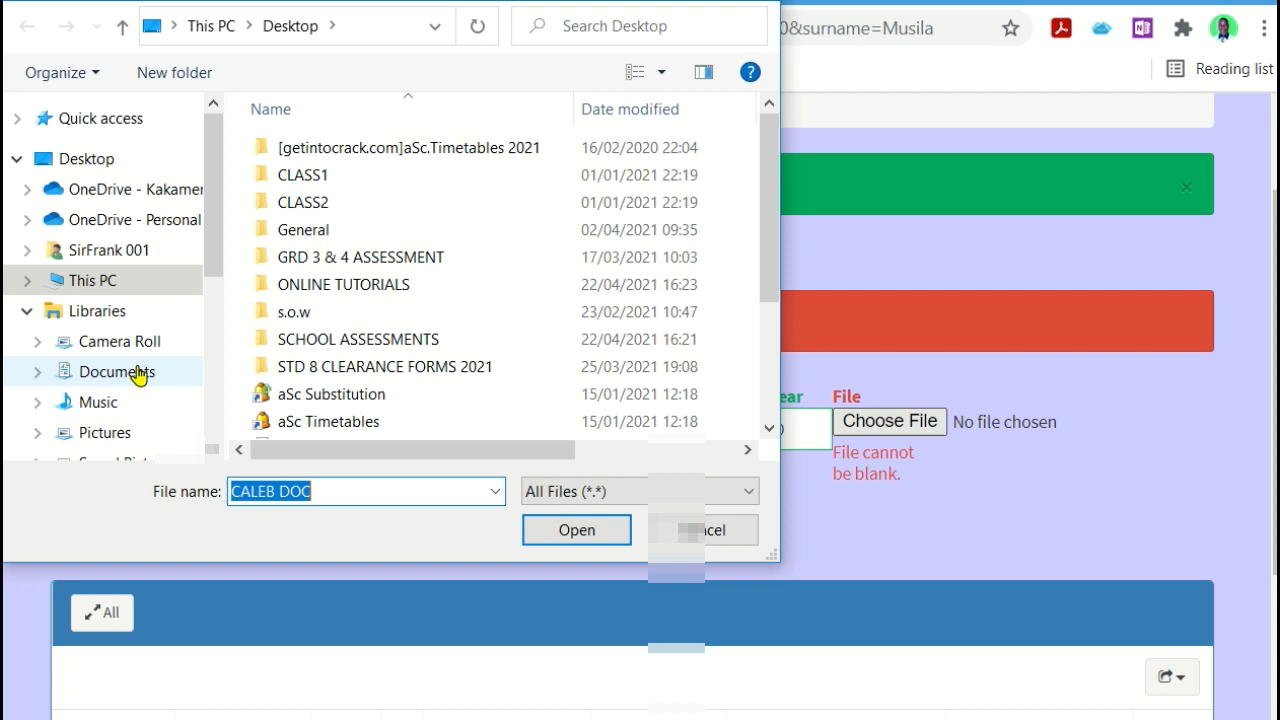 This PC > Desktop >
Search Desktop
0&surname=Musila
Organize
New folder
Reading list
Quick access
Desktop
OneDrive - Kakamer
OneDrive - Personal
SirFrank 001
This PC
Libraries
Camera Roll
Documents
Music
Pictures
Name
Date modified
[getintocrack.com]aSc.Timetables 2021 16/02/2020 22:04
CLASS1 01/01/2021 22:19
CLASS2 01/01/2021 22:19
General 02/04/2021 09:35
GRD 3 & 4 ASSESSMENT 17/03/2021 10:03
ONLINE TUTORIALS 22/04/2021 16:23
s.o.w 23/02/2021 10:47
SCHOOL ASSESSMENTS 22/04/2021 16:21
STD 8 CLEARANCE FORMS 2021 25/03/2021 19:08
aSc Substitution 15/01/2021 12:18
aSc Timetables 15/01/2021 12:18
File name: CALEB DOC
All Files (*.*)
Open
ear
File
Choose File No file chosen
File cannot
be blank.
All